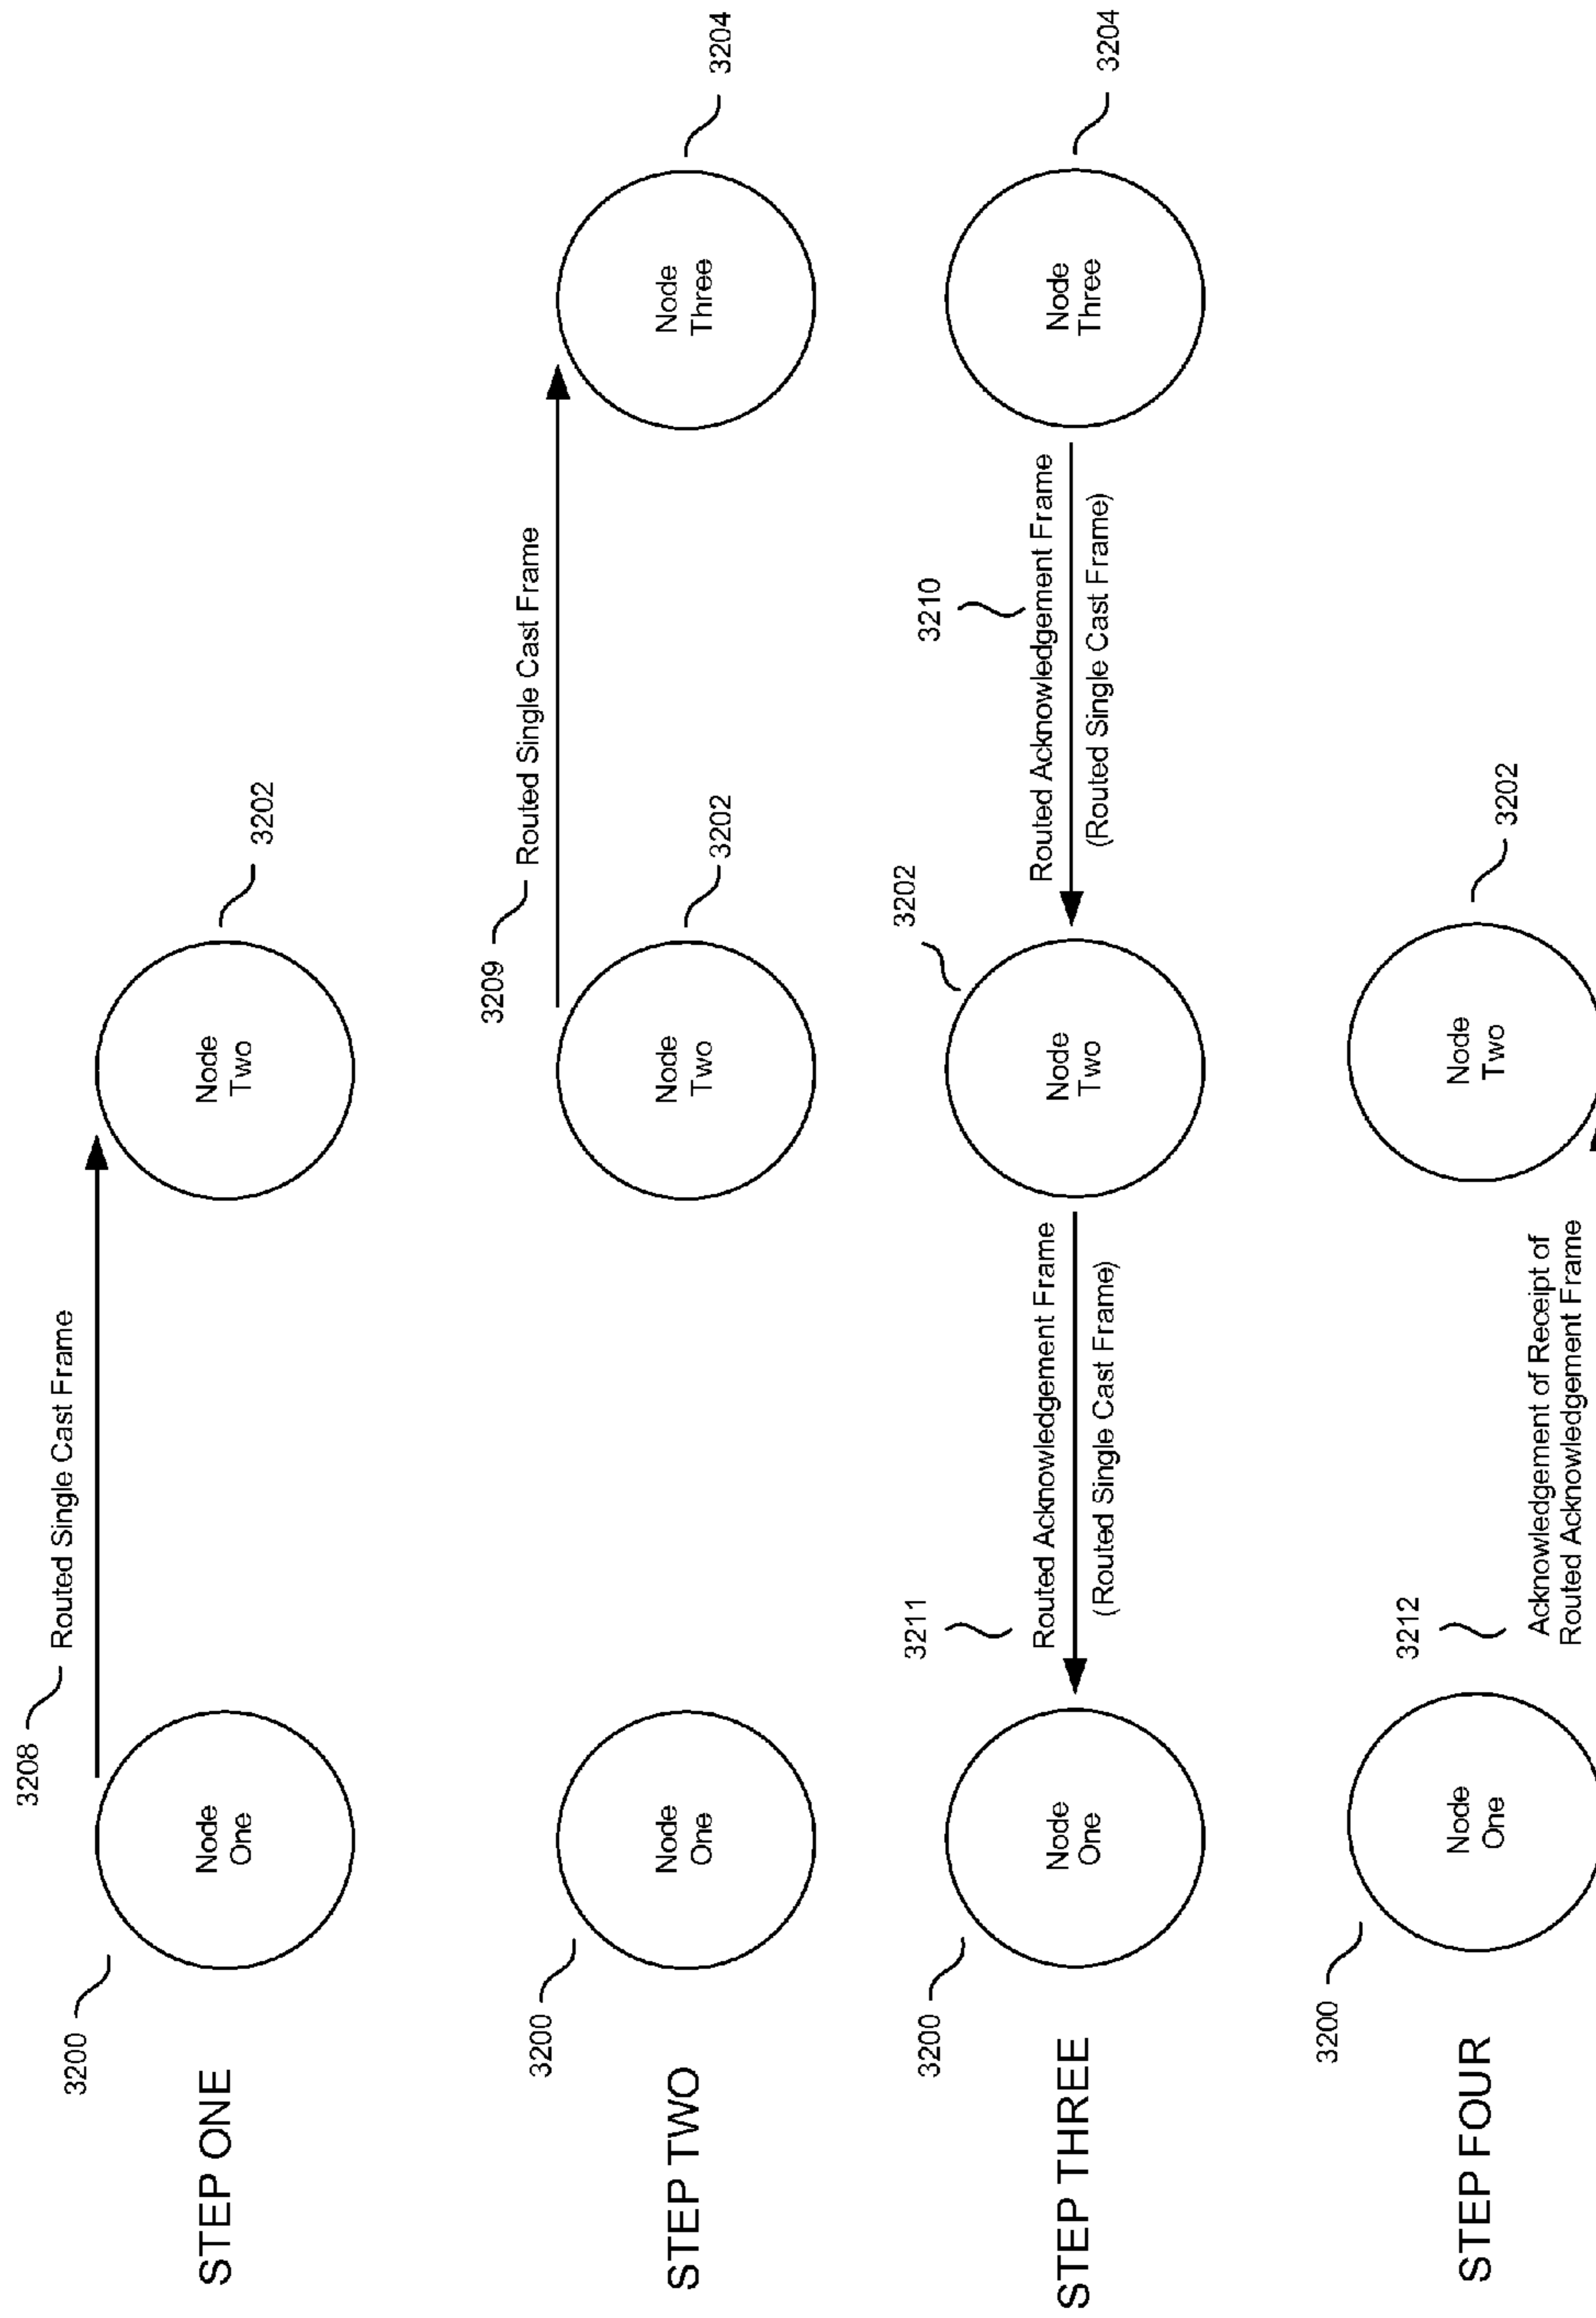 3208
Routed Single Cast Frame
3200
Node
One
Node
Two
3202
STEP ONE
3209
Routed Single Cast Frame
3200
Node
One
Node
Two
3202
Node
Three
3204
STEP TWO
3211
3202
3210
Routed Acknowledgement Frame
(Routed Single Cast Frame)
Routed Acknowledgement Frame
(Routed Single Cast Frame)
3200
Node
One
Node
Two
Node
Three
3204
STEP THREE
3212
3200
Node
One
Node
Two
3202
Acknowledgement of Receipt of
Routed Acknowledgement Frame
STEP FOUR